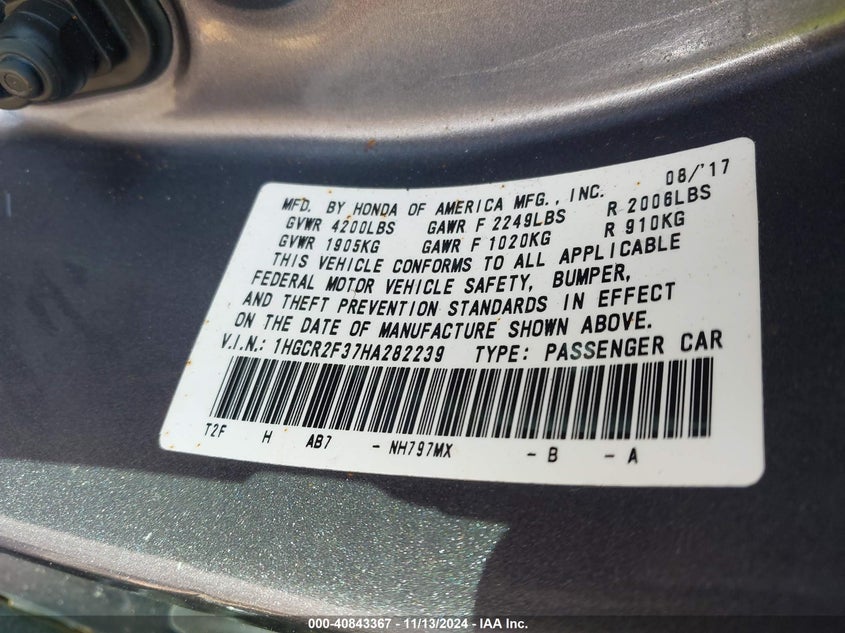 08/'17
MFD. BY HONDA OF AMERICA MFG., INC.
GVWR 4200LBS GAWR F 2249LBS R 2006LBS
GVWR 1905KG GAWR F 1020KG R 910KG
THIS VEHICLE CONFORMS TO ALL APPLICABLE
FEDERAL MOTOR VEHICLE SAFETY, BUMPER,
AND THEFT PREVENTION STANDARDS IN EFFECT
ON THE DATE OF MANUFACTURE SHOWN ABOVE.
V.I.N.: 1HGCR2F37HA282239 TYPE: PASSENGER CAR
T2F H AB7 - NH797MX - B - A
000-40843367 - 11/13/2024 - IAA Inc.